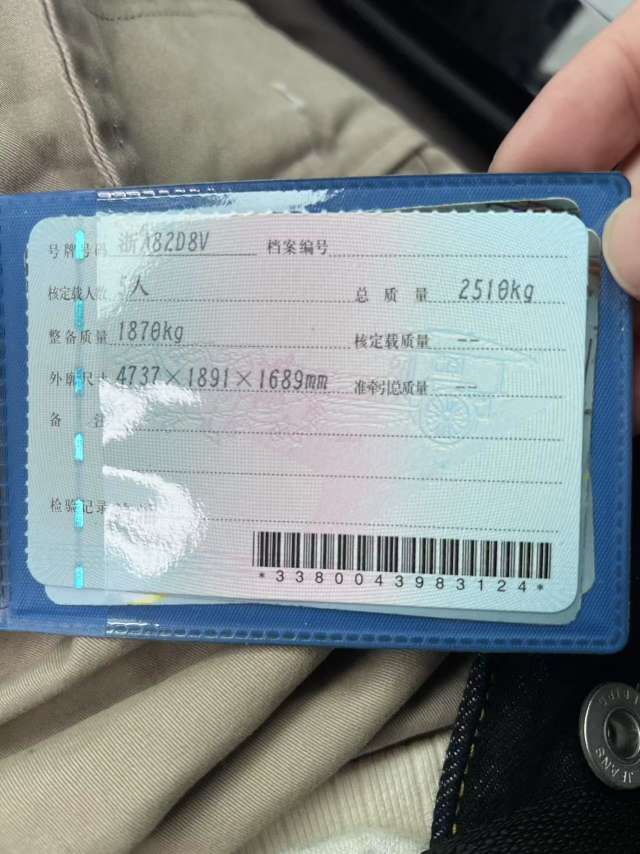 号牌号码 浙A82D8V 档案编号
核定载人数 5人 总质量 2510kg
整备质量 1870kg 核定载质量 --
外廓尺寸 4737×1891×1689mm 准牵引总质量 --
备注
检验记录
*3380043983124*
JEANS